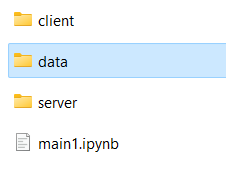 client
data
server
main1.ipynb